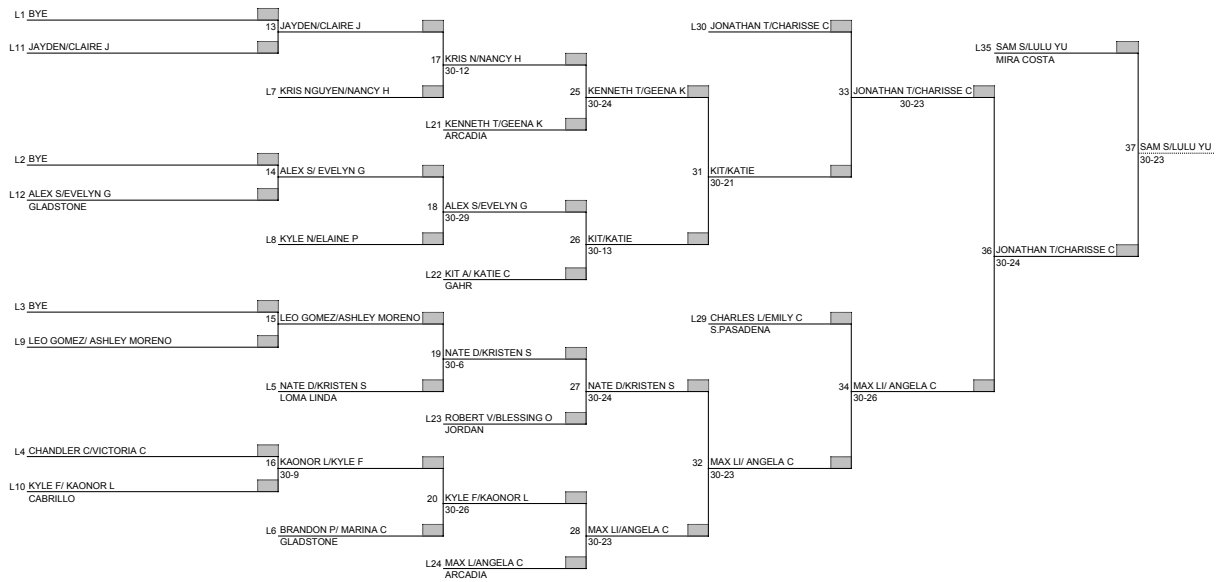 L1 BYE
13 JAYDEN/CLAIRE J
L30 JONATHAN T/CHARISSE C
L11 JAYDEN/CLAIRE J
L35 SAM S/LULU YU
MIRA COSTA
17 KRIS N/NANCY H
30-12
L7 KRIS NGUYEN/NANCY H
25 KENNETH T/GEENA K
30-24
33 JONATHAN T/CHARISSE C
30-23
L21 KENNETH T/GEENA K
ARCADIA
37 SAM S/LULU YU
30-23
L2 BYE
14 ALEX S/ EVELYN G
31 KIT/KATIE
30-21
L12 ALEX S/EVELYN G
GLADSTONE
18 ALEX S/EVELYN G
30-29
L8 KYLE N/ELAINE P
26 KIT/KATIE
30-13
36 JONATHAN T/CHARISSE C
30-24
L22 KIT A/ KATIE C
GAHR
L3 BYE
15 LEO GOMEZ/ASHLEY MORENO
L29 CHARLES L/EMILY C
S.PASADENA
L9 LEO GOMEZ/ ASHLEY MORENO
19 NATE D/KRISTEN S
30-6
L5 NATE D/KRISTEN S
LOMA LINDA
27 NATE D/KRISTEN S
30-24
34 MAX LI/ ANGELA C
30-26
L23 ROBERT V/BLESSING O
JORDAN
L4 CHANDLER C/VICTORIA C
16 KAONOR L/KYLE F
30-9
32 MAX LI/ ANGELA C
30-23
L10 KYLE F/ KAONOR L
CABRILLO
20 KYLE F/KAONOR L
30-26
L6 BRANDON P/ MARINA C
GLADSTONE
28 MAX LI/ANGELA C
30-23
L24 MAX L/ANGELA C
ARCADIA